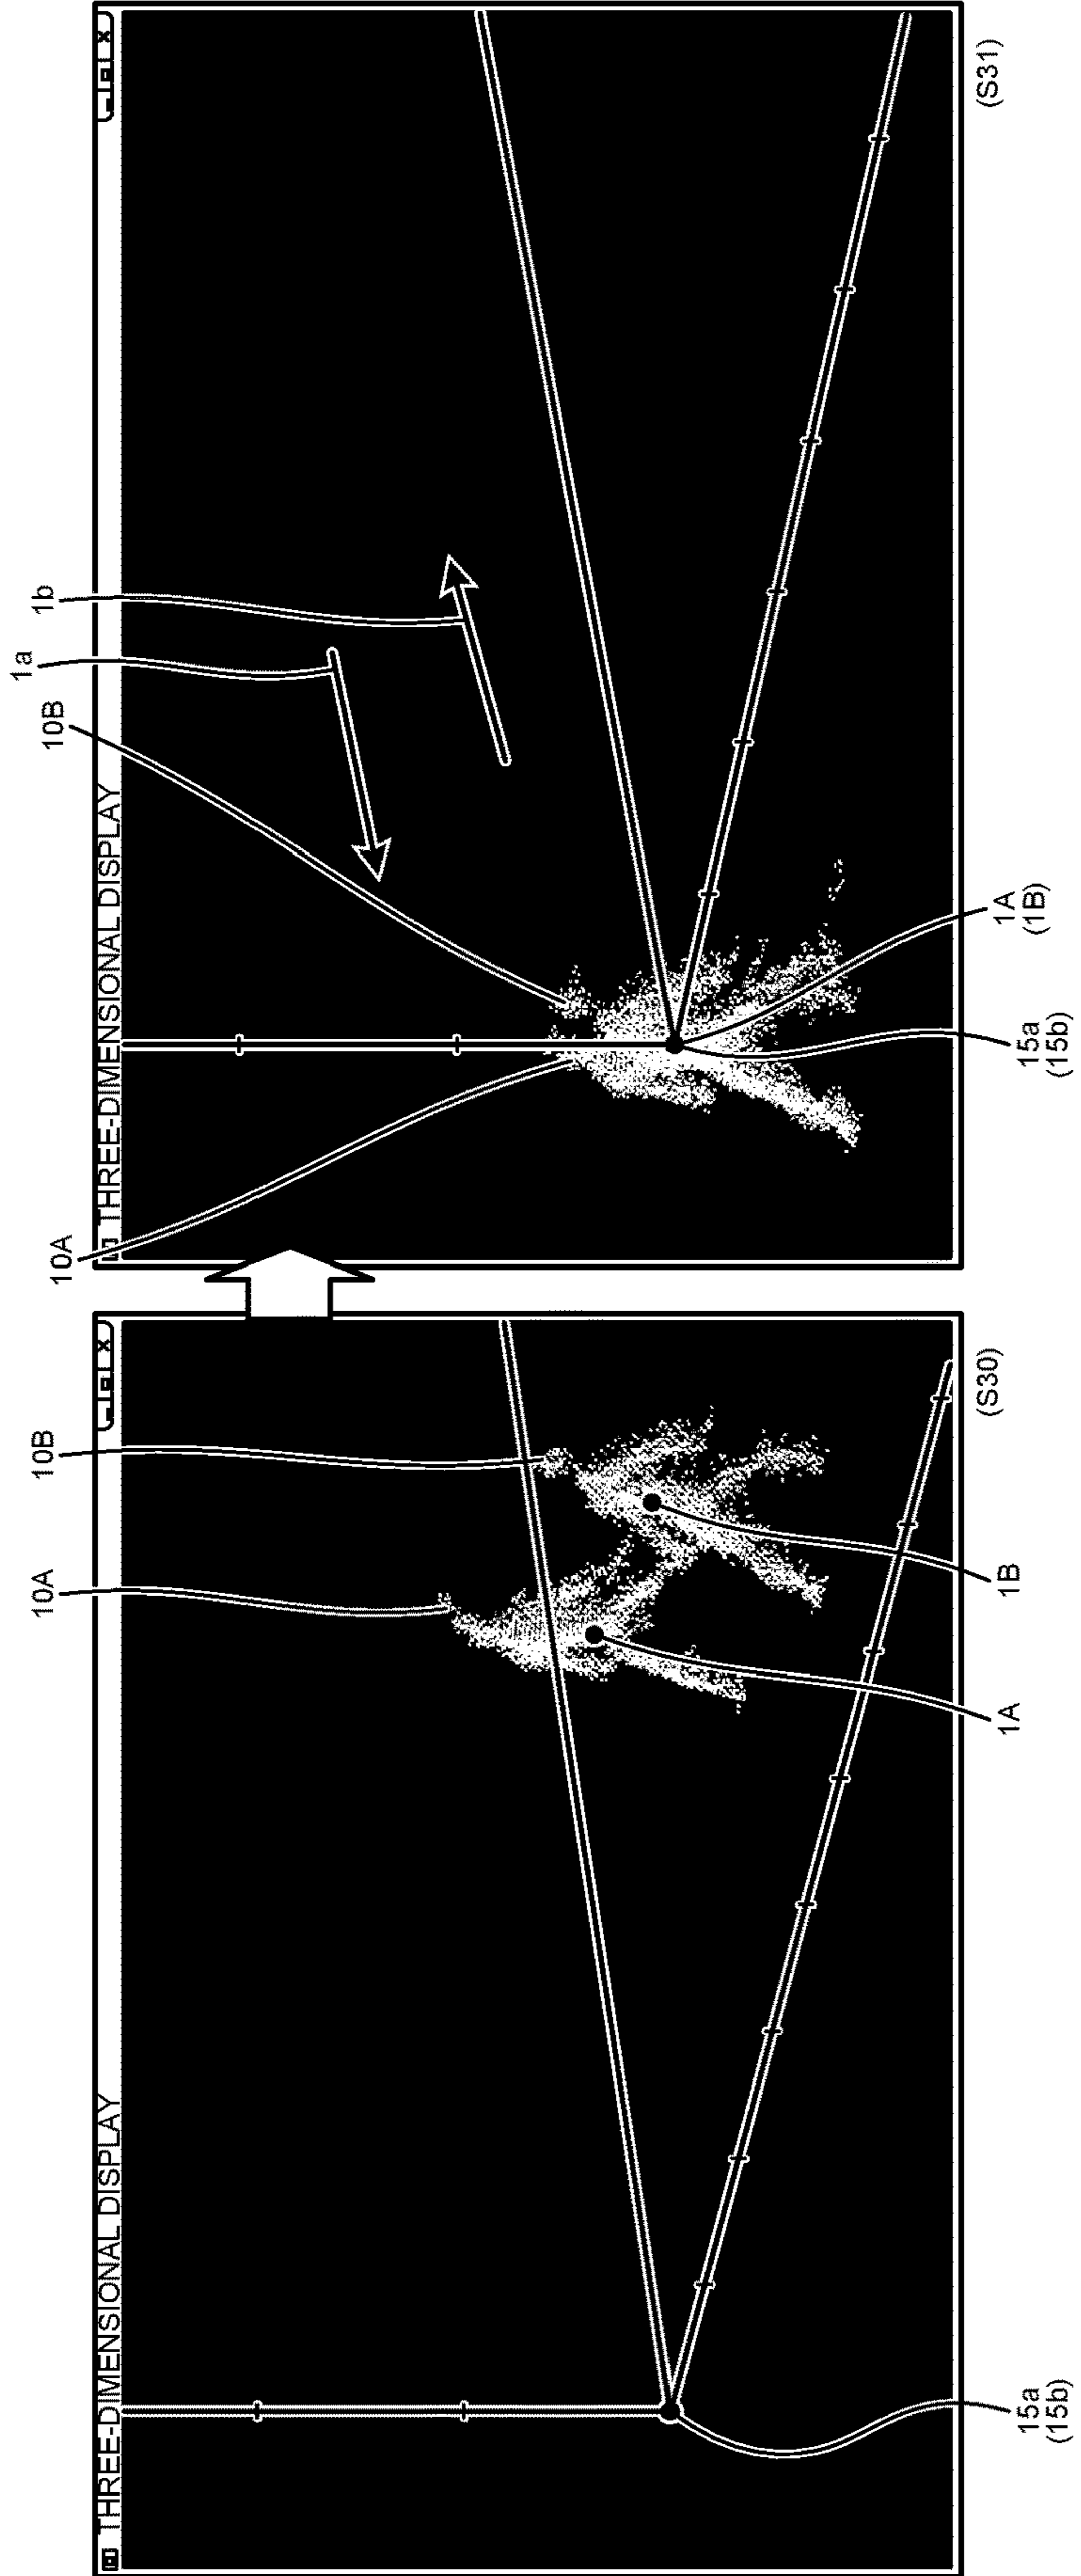 THREE-DIMENSIONAL DISPLAY
10A
10B
15a
(15b)
1A
1B
(S30)
THREE-DIMENSIONAL DISPLAY
10A
10B
1a
1b
15a
(15b)
1A
(1B)
(S31)